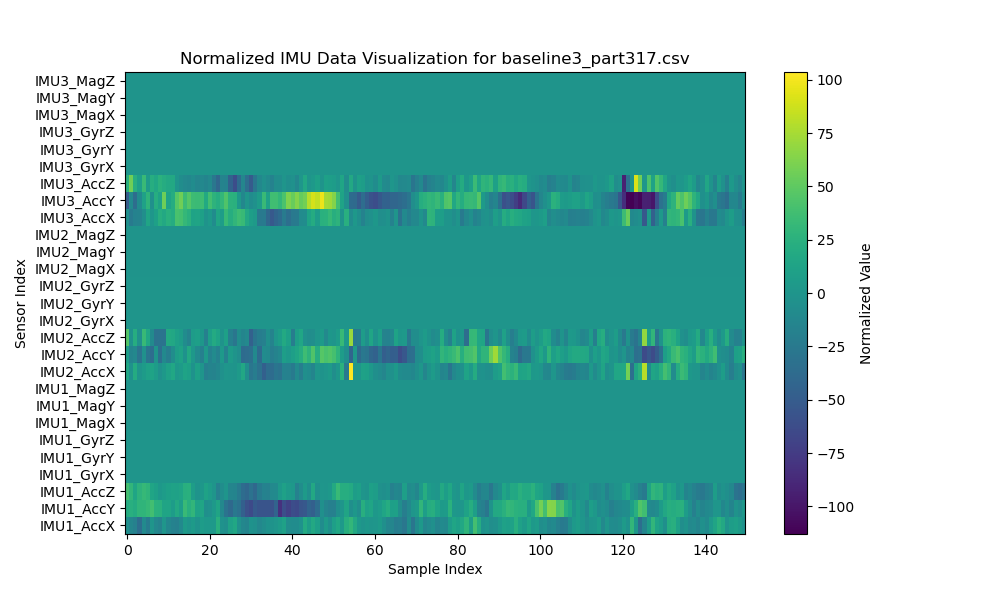 Normalized IMU Data Visualization for baseline3_part317.csv
IMU3_MagZ
IMU3_MagY
IMU3_MagX
IMU3_GyrZ
IMU3_GyrY
IMU3_GyrX
IMU3_AccZ
IMU3_AccY
IMU3_AccX
IMU2_MagZ
IMU2_MagY
IMU2_MagX
IMU2_GyrZ
IMU2_GyrY
IMU2_GyrX
IMU2_AccZ
IMU2_AccY
IMU2_AccX
IMU1_MagZ
IMU1_MagY
IMU1_MagX
IMU1_GyrZ
IMU1_GyrY
IMU1_GyrX
IMU1_AccZ
IMU1_AccY
IMU1_AccX
Sensor Index
0 20 40 60 80 100 120 140
Sample Index
100
75
50
25
0
−25
−50
−75
−100
Normalized Value